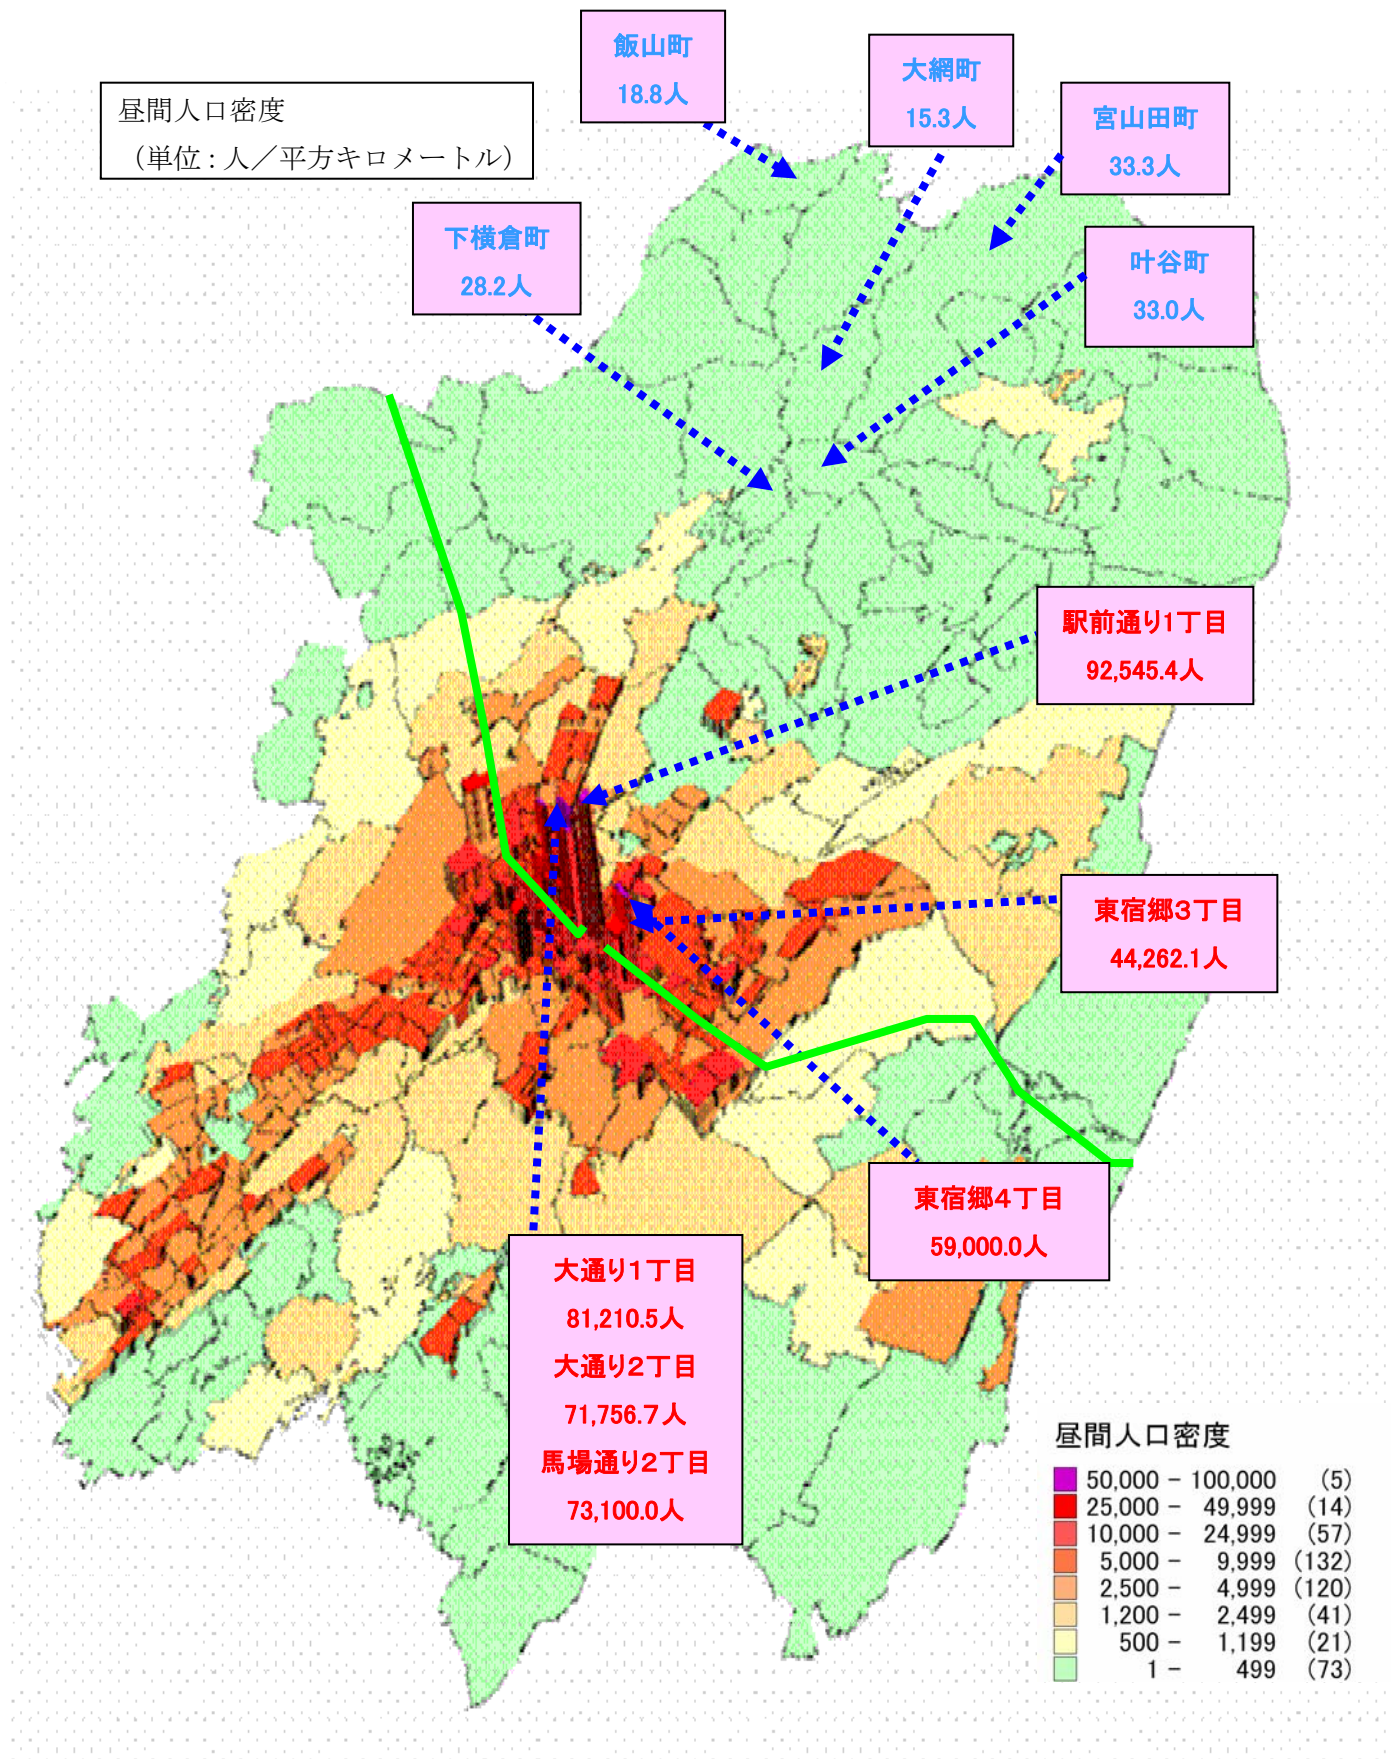 飯山町
18.8人
大網町
15.3人
昼間人口密度
（単位：人／平方キロメートル）
宮山田町
33.3人
下横倉町
28.2人
叶谷町
33.0人
駅前通り1丁目
92,545.4人
東宿郷3丁目
44,262.1人
東宿郷4丁目
59,000.0人
大通り1丁目
81,210.5人
大通り2丁目
71,756.7人
馬場通り2丁目
73,100.0人
昼間人口密度
50,000 － 100,000 (5)
25,000 － 49,999 (14)
10,000 － 24,999 (57)
5,000 － 9,999 (132)
2,500 － 4,999 (120)
1,200 － 2,499 (41)
500 － 1,199 (21)
1 － 499 (73)